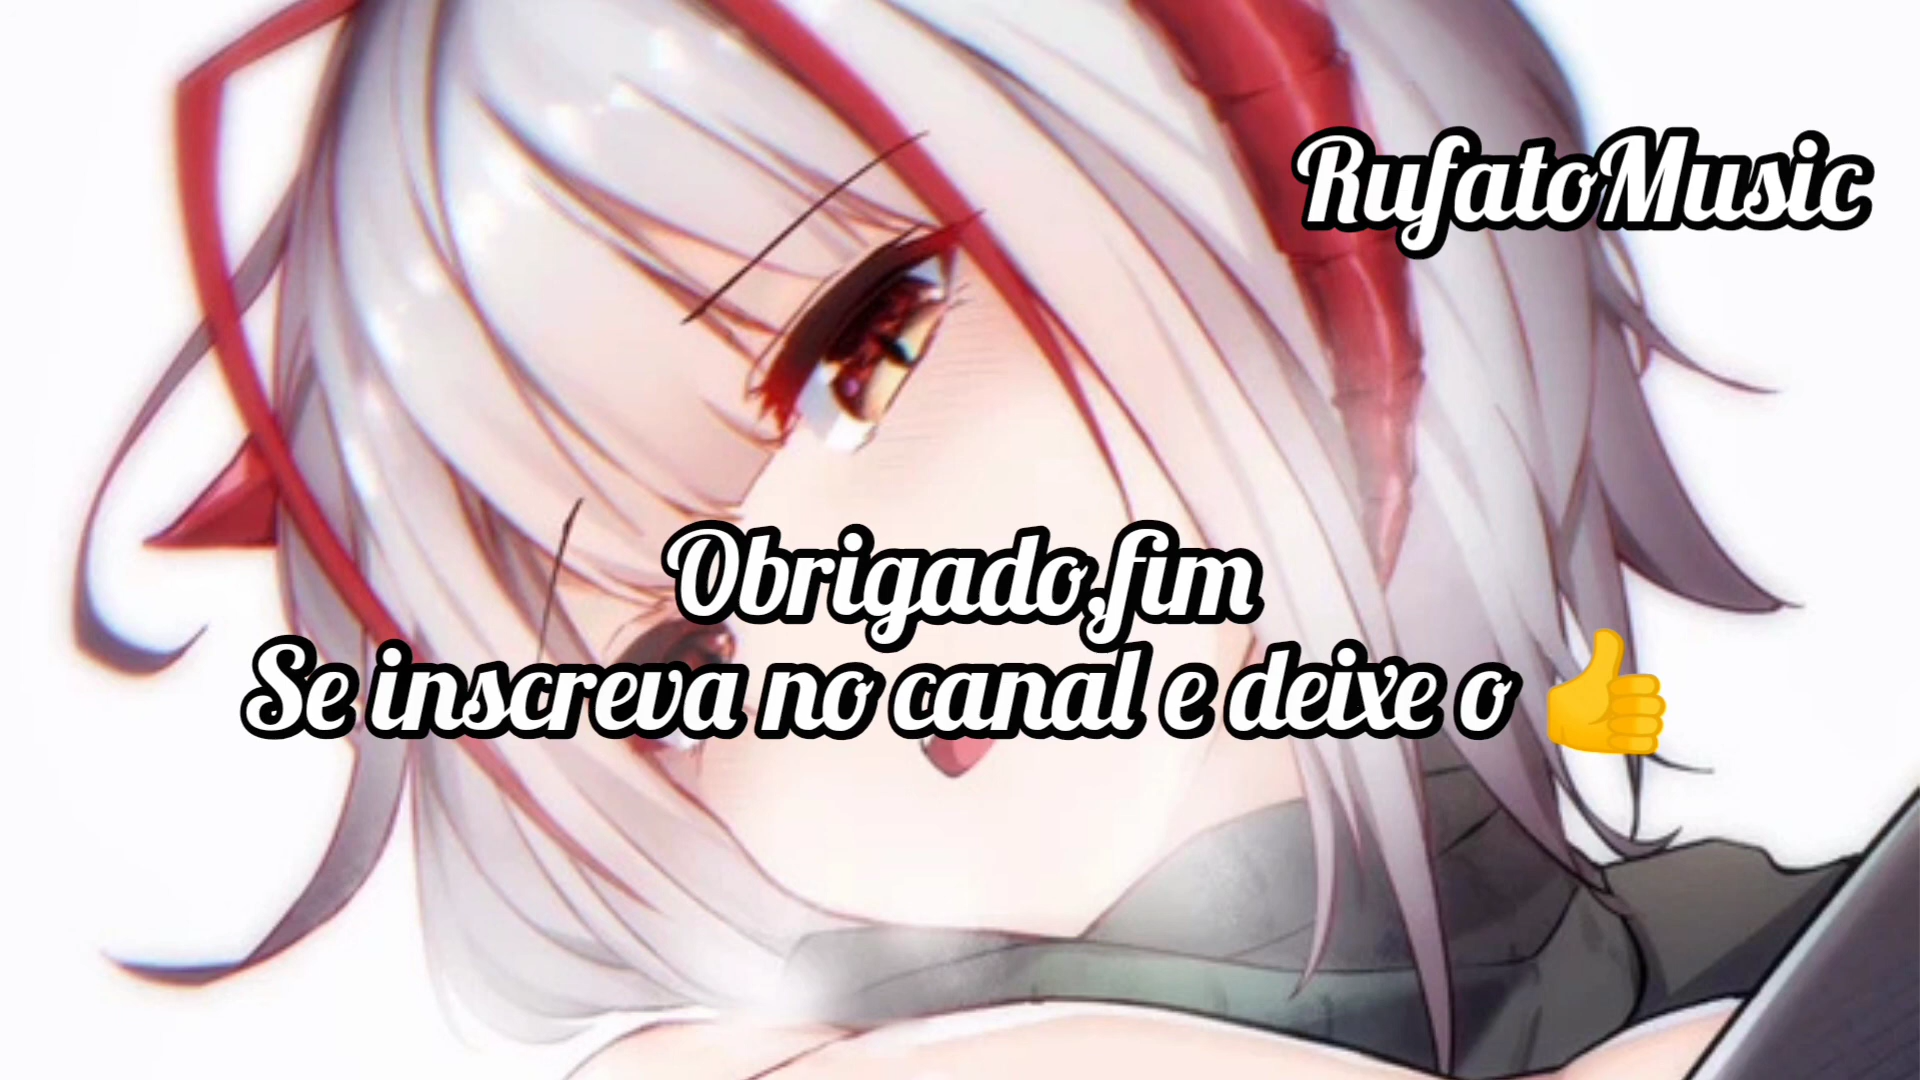 RufatoMusic
Obrigado,fim
Se inscreva no canal e deixe o 👍